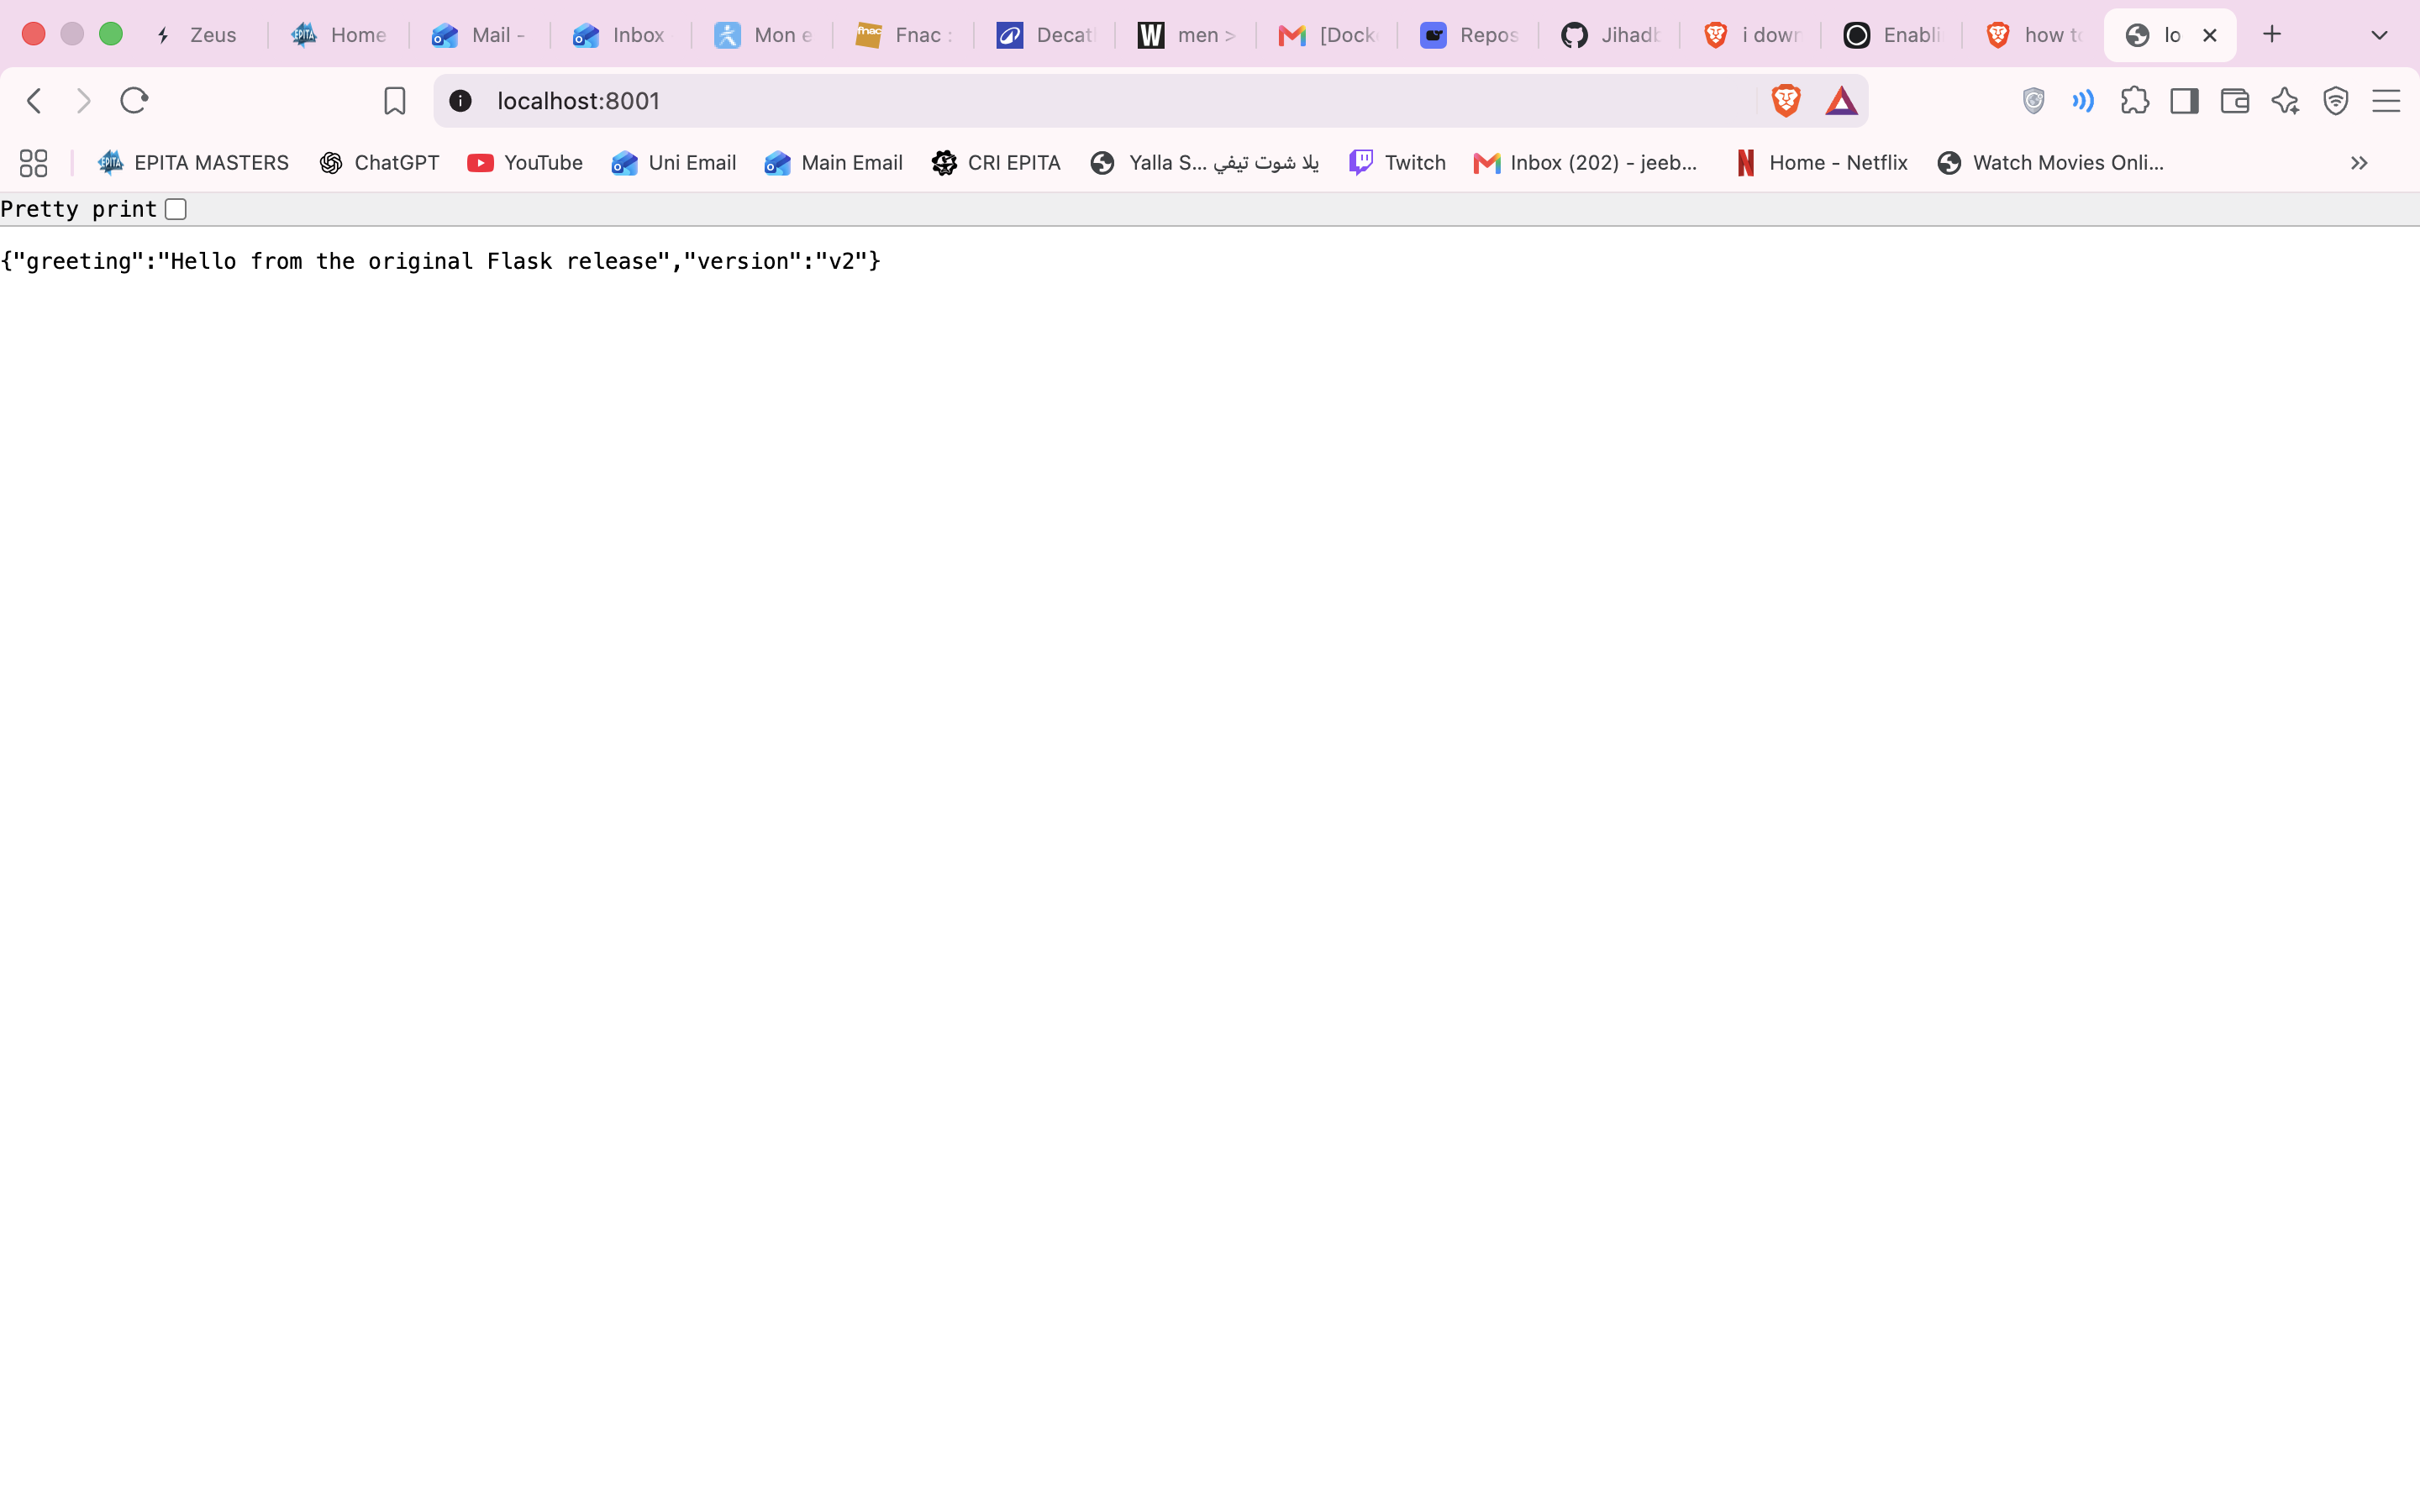 Zeus Home Mail - Inbox Mon e Fnac : Decat men > [Dock Repos Jihadb i down Enabli how to lo
localhost:8001
EPITA MASTERS ChatGPT YouTube Uni Email Main Email CRI EPITA Yalla S... يلا شوت تيفي Twitch Inbox (202) - jeeb... Home - Netflix Watch Movies Onli...
Pretty print
{"greeting":"Hello from the original Flask release","version":"v2"}